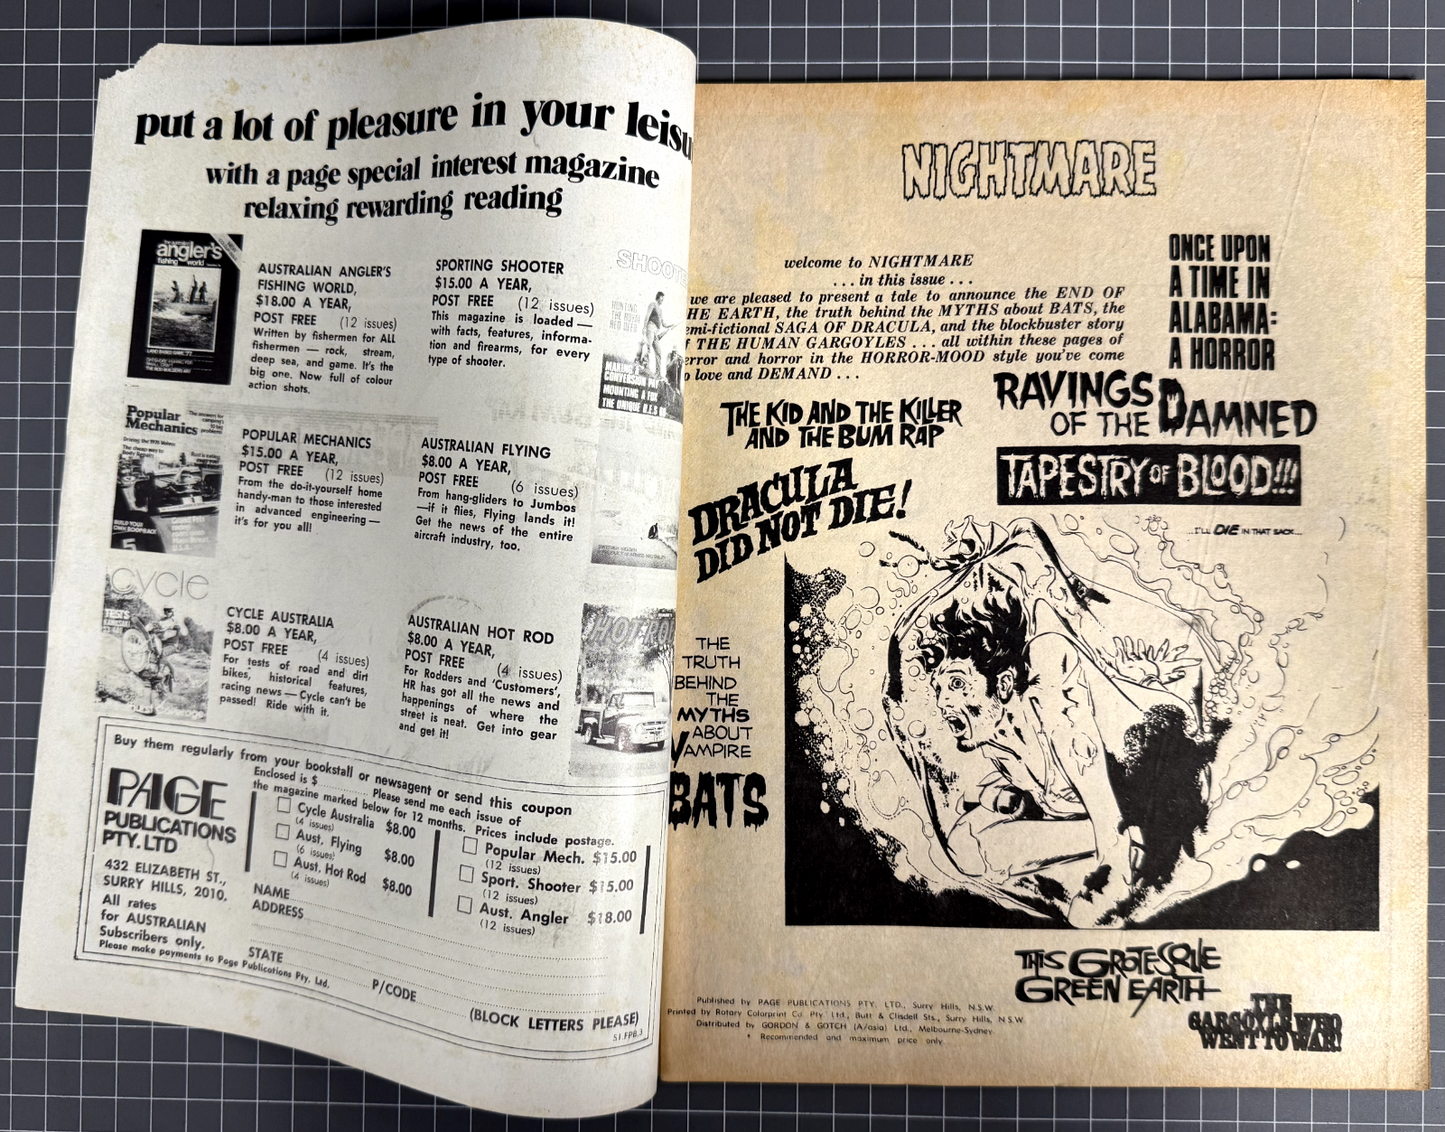 put a lot of pleasure in your leisu
with a page special interest magazine
relaxing rewarding reading
angler's
fishing world
AUSTRALIAN ANGLER'S
FISHING WORLD,
$18.00 A YEAR,
POST FREE (12 issues)
Written by fishermen for ALL
fishermen — rock, stream,
deep sea, and game. It's the
big one. Now full of colour
action shots.
SPORTING SHOOTER
$15.00 A YEAR,
POST FREE (12 issues)
This magazine is loaded —
with facts, features, informa-
tion and firearms, for every
type of shooter.
SHOOTE
HUNTING
MAKING A
CONVERSION PAY
MOUNTING A FOX
THE UNIQUE
Popular
Mechanics
POPULAR MECHANICS
$15.00 A YEAR,
POST FREE (12 issues)
From the do-it-yourself home
handy-man to those interested
in advanced engineering —
it's for you all!
AUSTRALIAN FLYING
$8.00 A YEAR,
POST FREE (6 issues)
From hang-gliders to Jumbos
—if it flies, Flying lands it!
Get the news of the entire
aircraft industry, too.
cycle
CYCLE AUSTRALIA
$8.00 A YEAR,
POST FREE (4 issues)
For tests of road and dirt
bikes, historical features,
racing news — Cycle can't be
passed! Ride with it.
AUSTRALIAN HOT ROD
$8.00 A YEAR,
POST FREE (4 issues)
For Rodders and 'Customers',
HR has got all the news and
happenings of where the
street is neat. Get into gear
and get it!
HOT RO
Buy them regularly from your bookstall or newsagent or send this coupon
Enclosed is $ Please send me each issue of
the magazine marked below for 12 months. Prices include postage.
PAGE
PUBLICATIONS
PTY. LTD
432 ELIZABETH ST.,
SURRY HILLS, 2010.
All rates
for AUSTRALIAN
Subscribers only.
Please make payments to Page Publications Pty. Ltd.
Cycle Australia $8.00
(4 issues)
Aust. Flying $8.00
(6 issues)
Aust. Hot Rod $8.00
(4 issues)
Popular Mech. $15.00
(12 issues)
Sport. Shooter $15.00
(12 issues)
Aust. Angler $18.00
(12 issues)
NAME
ADDRESS
STATE
P/CODE
(BLOCK LETTERS PLEASE)
NIGHTMARE
welcome to NIGHTMARE
. . . in this issue . . .
we are pleased to present a tale to announce the END OF
HE EARTH, the truth behind the MYTHS about BATS, the
emi-fictional SAGA OF DRACULA, and the blockbuster story
f THE HUMAN GARGOYLES . . . all within these pages of
error and horror in the HORROR-MOOD style you've come
o love and DEMAND . . .
ONCE UPON
A TIME IN
ALABAMA:
A HORROR
THE KID AND THE KILLER
AND THE BUM RAP
RAVINGS
OF THE DAMNED
TAPESTRY OF BLOOD!!!
DRACULA
DID NOT DIE!
...I'LL DIE IN THAT SACK...
THE
TRUTH
BEHIND
THE
MYTHS
ABOUT
VAMPIRE
BATS
THIS GROTESQUE
GREEN EARTH
THE
GARGOYLE WHO
WENT TO WAR!
Published by PAGE PUBLICATIONS PTY. LTD., Surry Hills, N.S.W.
Printed by Rotary Colorprint Co. Pty. Ltd., Butt & Clisdell Sts., Surry Hills, N.S.W.
Distributed by GORDON & GOTCH (A/asia) Ltd., Melbourne-Sydney
* Recommended and maximum price only